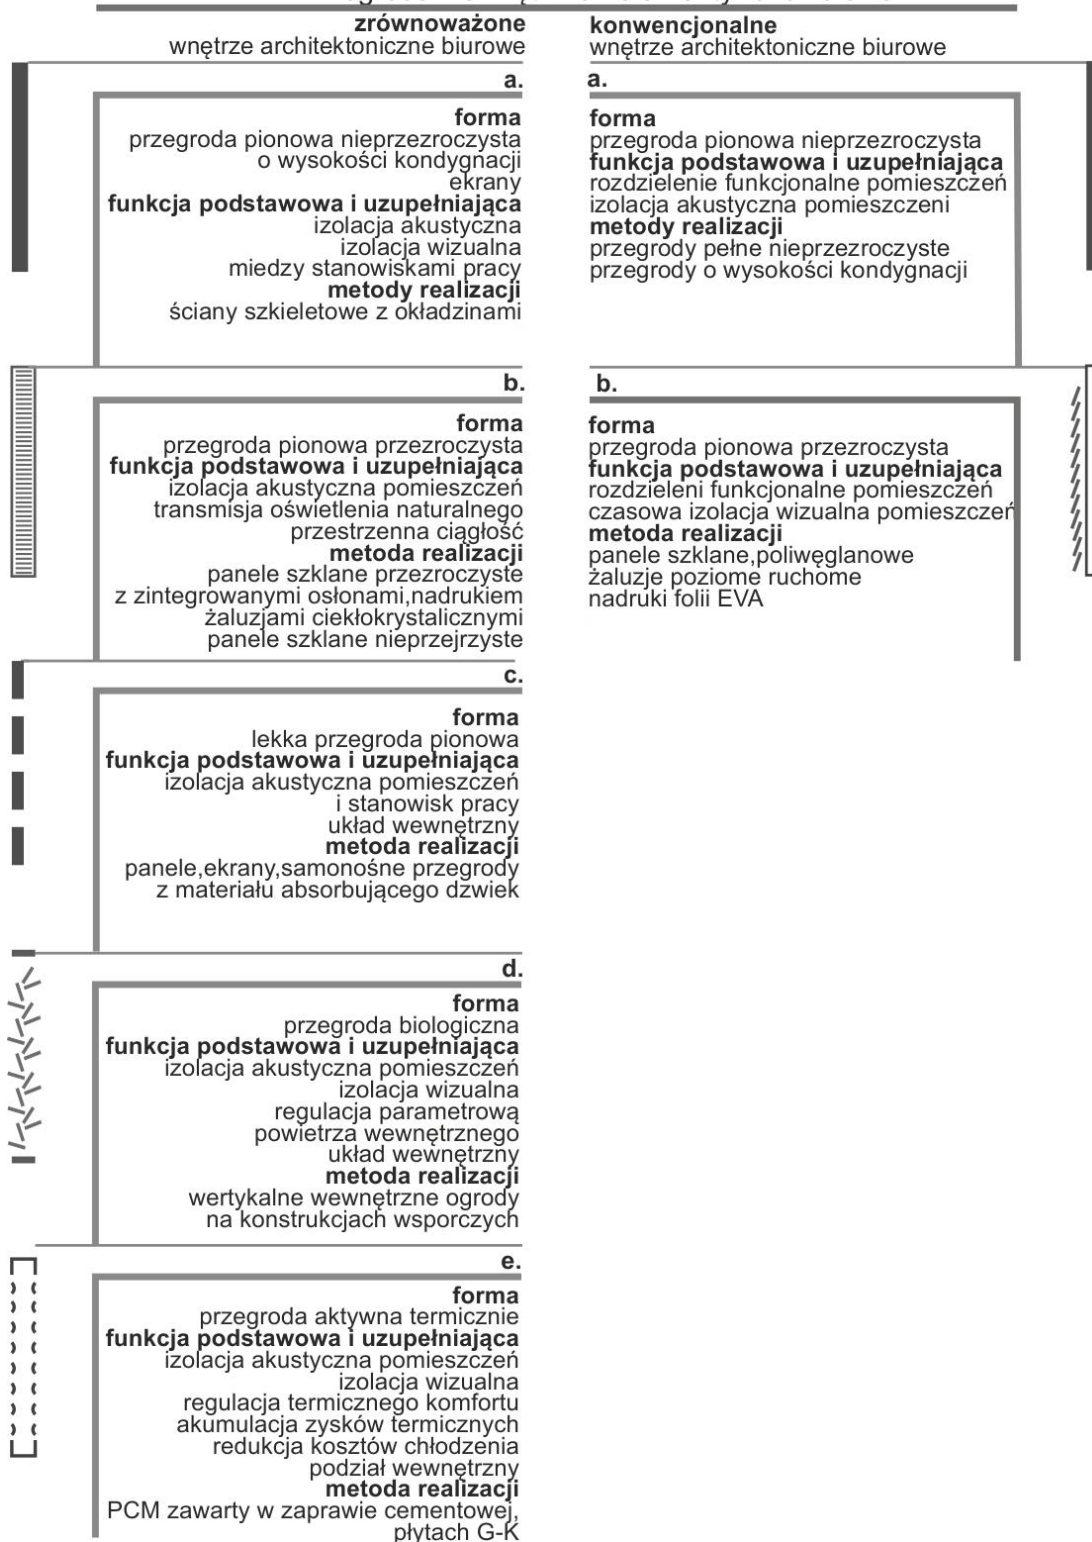 zrównoważone
wnętrze architektoniczne biurowe
a.
forma
przegroda pionowa nieprzezroczysta
o wysokości kondygnacji
ekrany
funkcja podstawowa i uzupełniająca
izolacja akustyczna
izolacja wizualna
miedzy stanowiskami pracy
metody realizacji
ściany szkieletowe z okładzinami
b.
forma
przegroda pionowa przezroczysta
funkcja podstawowa i uzupełniająca
izolacja akustyczna pomieszczeń
transmisja oświetlenia naturalnego
przestrzenna ciągłość
metoda realizacji
panele szklane przezroczyste
z zintegrowanymi osłonami,nadrukiem
żaluzjami ciekłokrystalicznymi
panele szklane nieprzejrzyste
c.
forma
lekka przegroda pionowa
funkcja podstawowa i uzupełniająca
izolacja akustyczna pomieszczeń
i stanowisk pracy
układ wewnętrzny
metoda realizacji
panele,ekrany,samonośne przegrody
z materiału absorbującego dzwiek
d.
forma
przegroda biologiczna
funkcja podstawowa i uzupełniająca
izolacja akustyczna pomieszczeń
izolacja wizualna
regulacja parametrową
powietrza wewnętrznego
układ wewnętrzny
metoda realizacji
wertykalne wewnętrzne ogrody
na konstrukcjach wsporczych
e.
forma
przegroda aktywna termicznie
funkcja podstawowa i uzupełniająca
izolacja akustyczna pomieszczeń
izolacja wizualna
regulacja termicznego komfortu
akumulacja zysków termicznych
redukcja kosztów chłodzenia
podział wewnętrzny
metoda realizacji
PCM zawarty w zaprawie cementowej,
płytach G-K
konwencjonalne
wnętrze architektoniczne biurowe
a.
forma
przegroda pionowa nieprzezroczysta
funkcja podstawowa i uzupełniająca
rozdzielenie funkcjonalne pomieszczeń
izolacja akustyczna pomieszczeni
metody realizacji
przegrody pełne nieprzezroczyste
przegrody o wysokości kondygnacji
b.
forma
przegroda pionowa przezroczysta
funkcja podstawowa i uzupełniająca
rozdzieleni funkcjonalne pomieszczeń
czasowa izolacja wizualna pomieszczeń
metoda realizacji
panele szklane,poliwęglanowe
żaluzje poziome ruchome
nadruki folii EVA